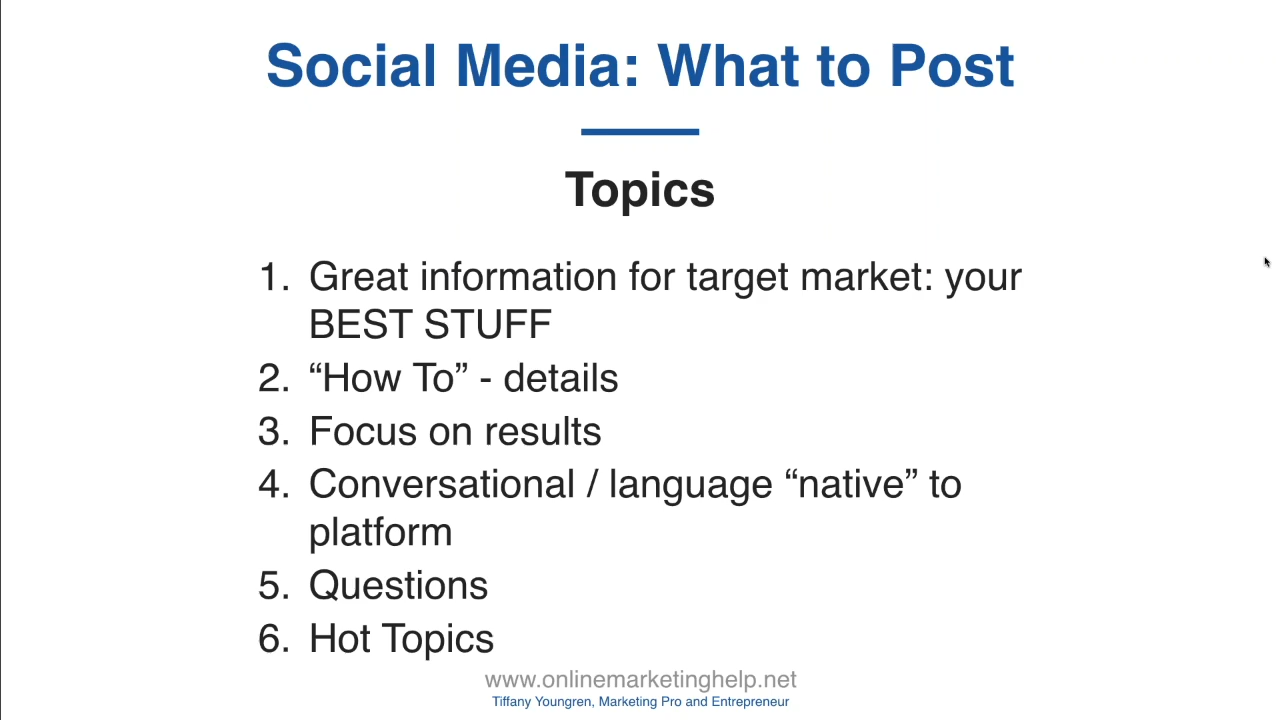 Social Media: What to Post
Topics
1. Great information for target market: your
BEST STUFF
2. “How To” - details
3. Focus on results
4. Conversational / language “native” to
platform
5. Questions
6. Hot Topics
www.onlinemarketinghelp.net
Tiffany Youngren, Marketing Pro and Entrepreneur